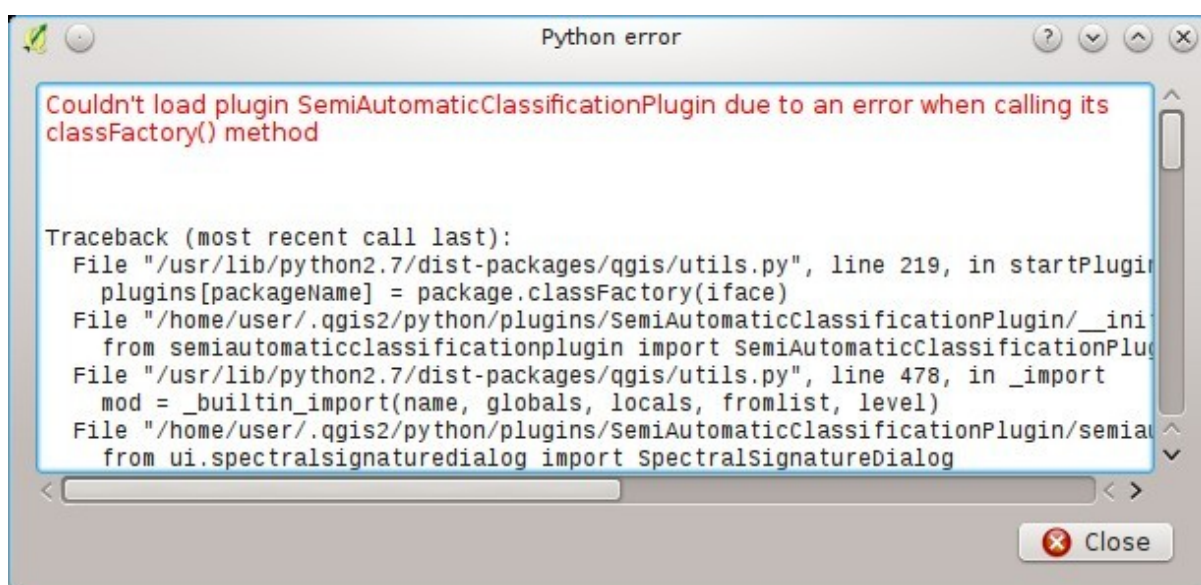 Python error
Couldn't load plugin SemiAutomaticClassificationPlugin due to an error when calling its
classFactory() method
Traceback (most recent call last):
File "/usr/lib/python2.7/dist-packages/qgis/utils.py", line 219, in startPlugin
plugins[packageName] = package.classFactory(iface)
File "/home/user/.qgis2/python/plugins/SemiAutomaticClassificationPlugin/__init
from semiautomaticclassificationplugin import SemiAutomaticClassificationPlug
File "/usr/lib/python2.7/dist-packages/qgis/utils.py", line 478, in _import
mod = _builtin_import(name, globals, locals, fromlist, level)
File "/home/user/.qgis2/python/plugins/SemiAutomaticClassificationPlugin/semiau
from ui.spectralsignaturedialog import SpectralSignatureDialog
Close